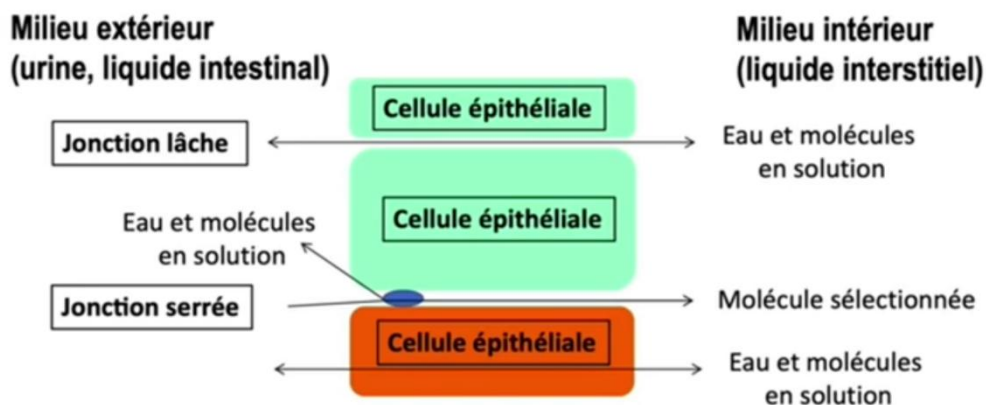 Milieu extérieur
(urine, liquide intestinal)
Milieu intérieur
(liquide interstitiel)
Cellule épithéliale
Jonction lâche
Eau et molécules
en solution
Cellule épithéliale
Eau et molécules
en solution
Jonction serrée
Molécule sélectionnée
Cellule épithéliale
Eau et molécules
en solution